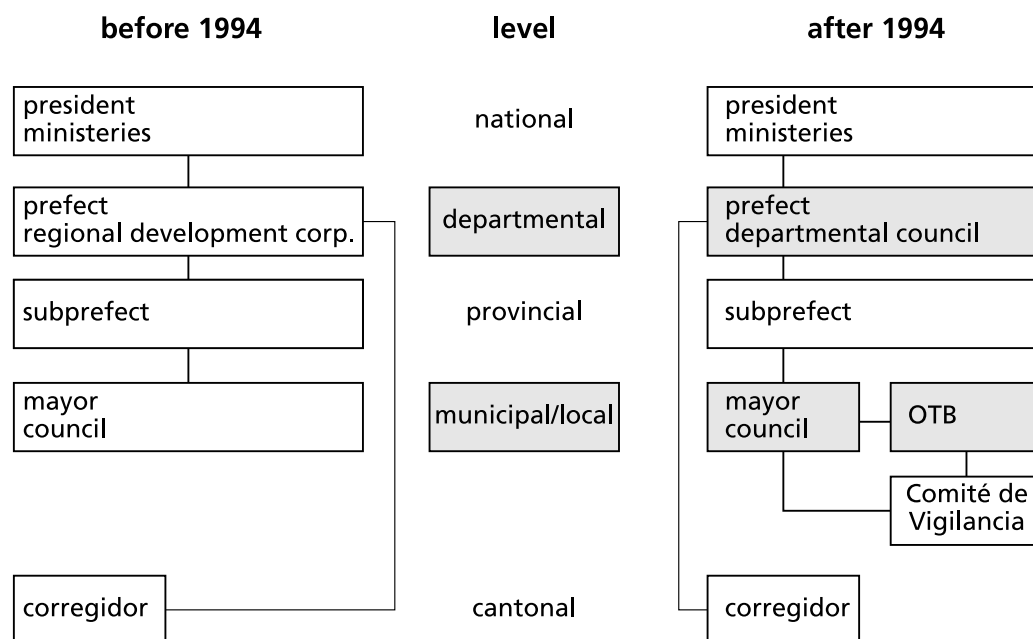 before 1994
level
after 1994
president
ministeries
national
president
ministeries
prefect
regional development corp.
departmental
prefect
departmental council
subprefect
provincial
subprefect
mayor
council
municipal/local
mayor
council
OTB
Comité de
Vigilancia
corregidor
cantonal
corregidor